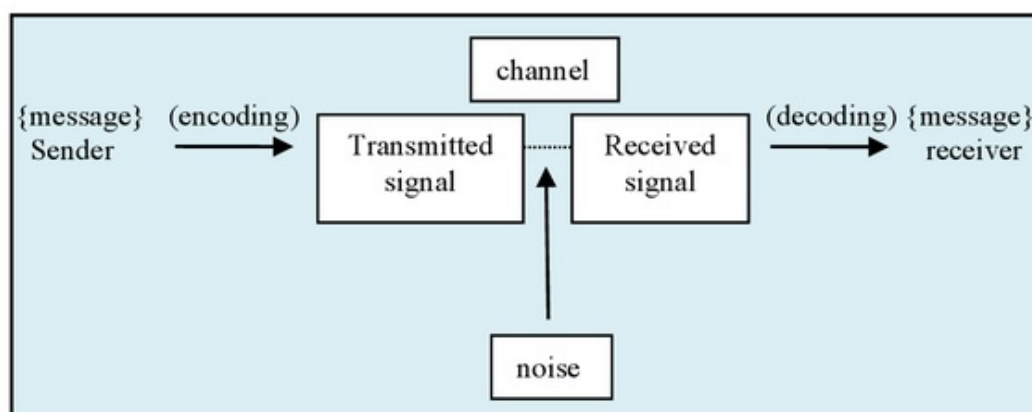 channel
{message} (encoding)
Sender
Transmitted
signal
Received
signal
(decoding) {message}
receiver
noise